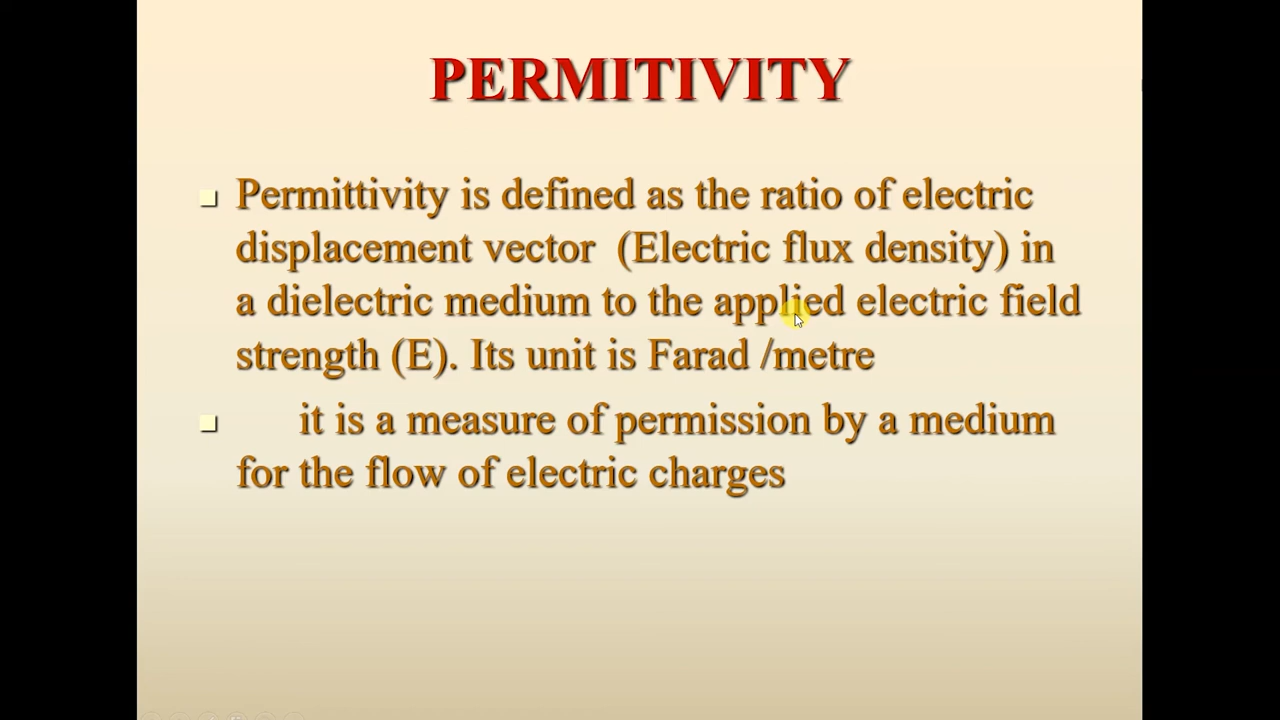 PERMITIVITY
Permittivity is defined as the ratio of electric
displacement vector (Electric flux density) in
a dielectric medium to the applied electric field
strength (E). Its unit is Farad /metre
it is a measure of permission by a medium
for the flow of electric charges